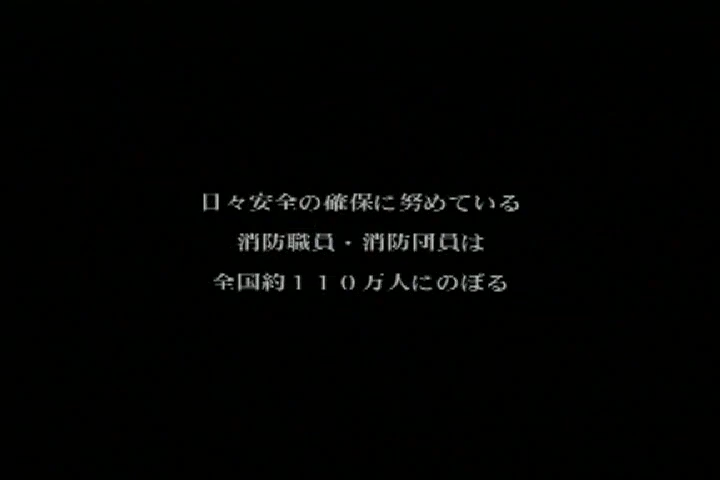 日々安全の確保に努めている
消防職員・消防団員は
全国約１１０万人にのぼる